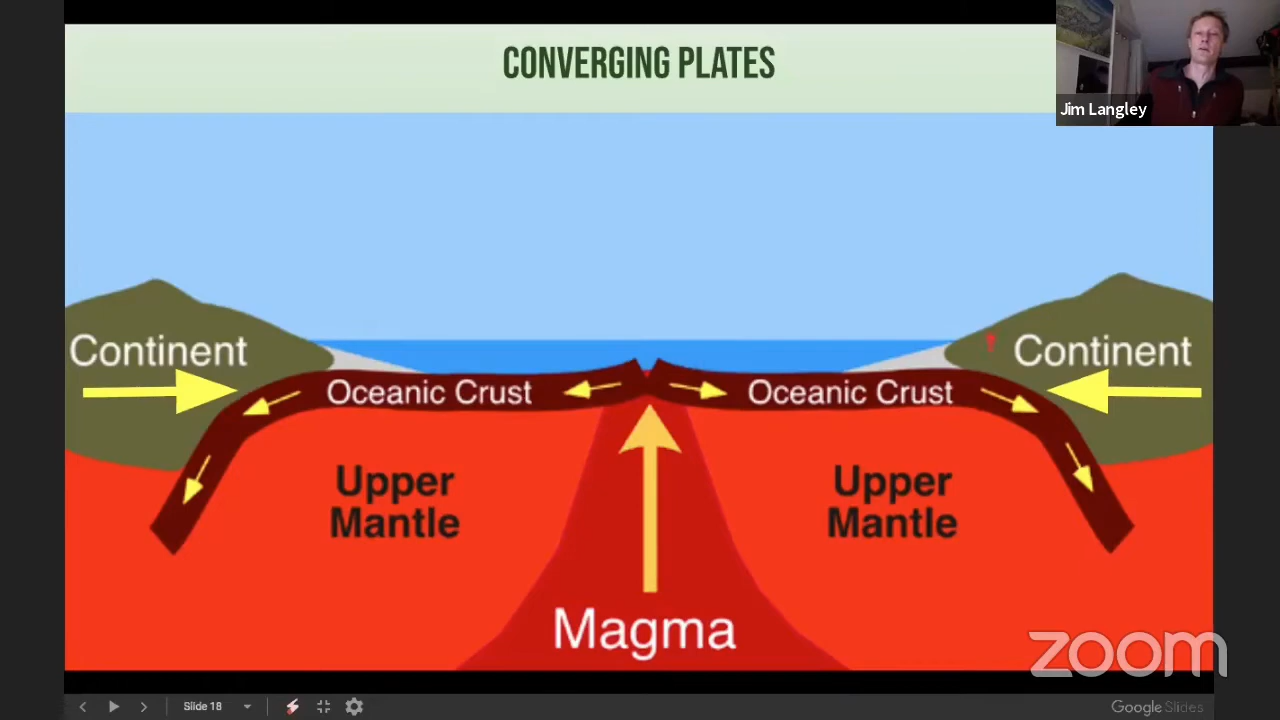 CONVERGING PLATES
Jim Langley
Continent
Continent
Oceanic Crust
Oceanic Crust
Upper
Mantle
Upper
Mantle
Magma
zoom
Slide 18
Google Slides